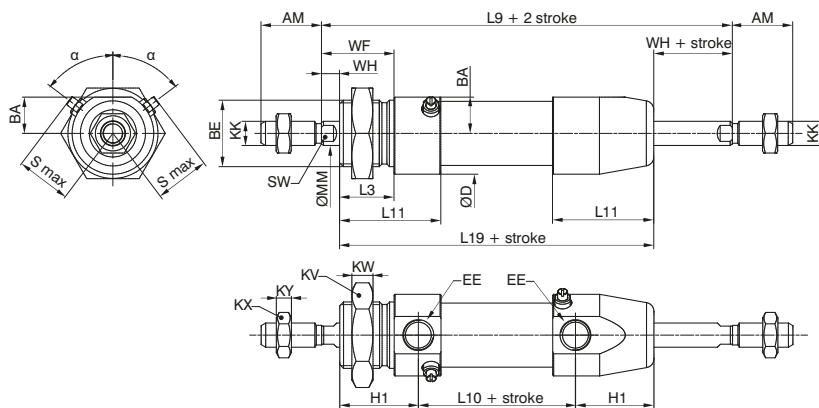 AM
L9 + 2 stroke
AM
WF
WH + stroke
WH
BA
α
α
BA
BE
KK
KK
S max
S max
SW
ØMM
L3
ØD
L11
L11
L19 + stroke
KW
KV
EE
EE
KY
KX
H1
L10 + stroke
H1